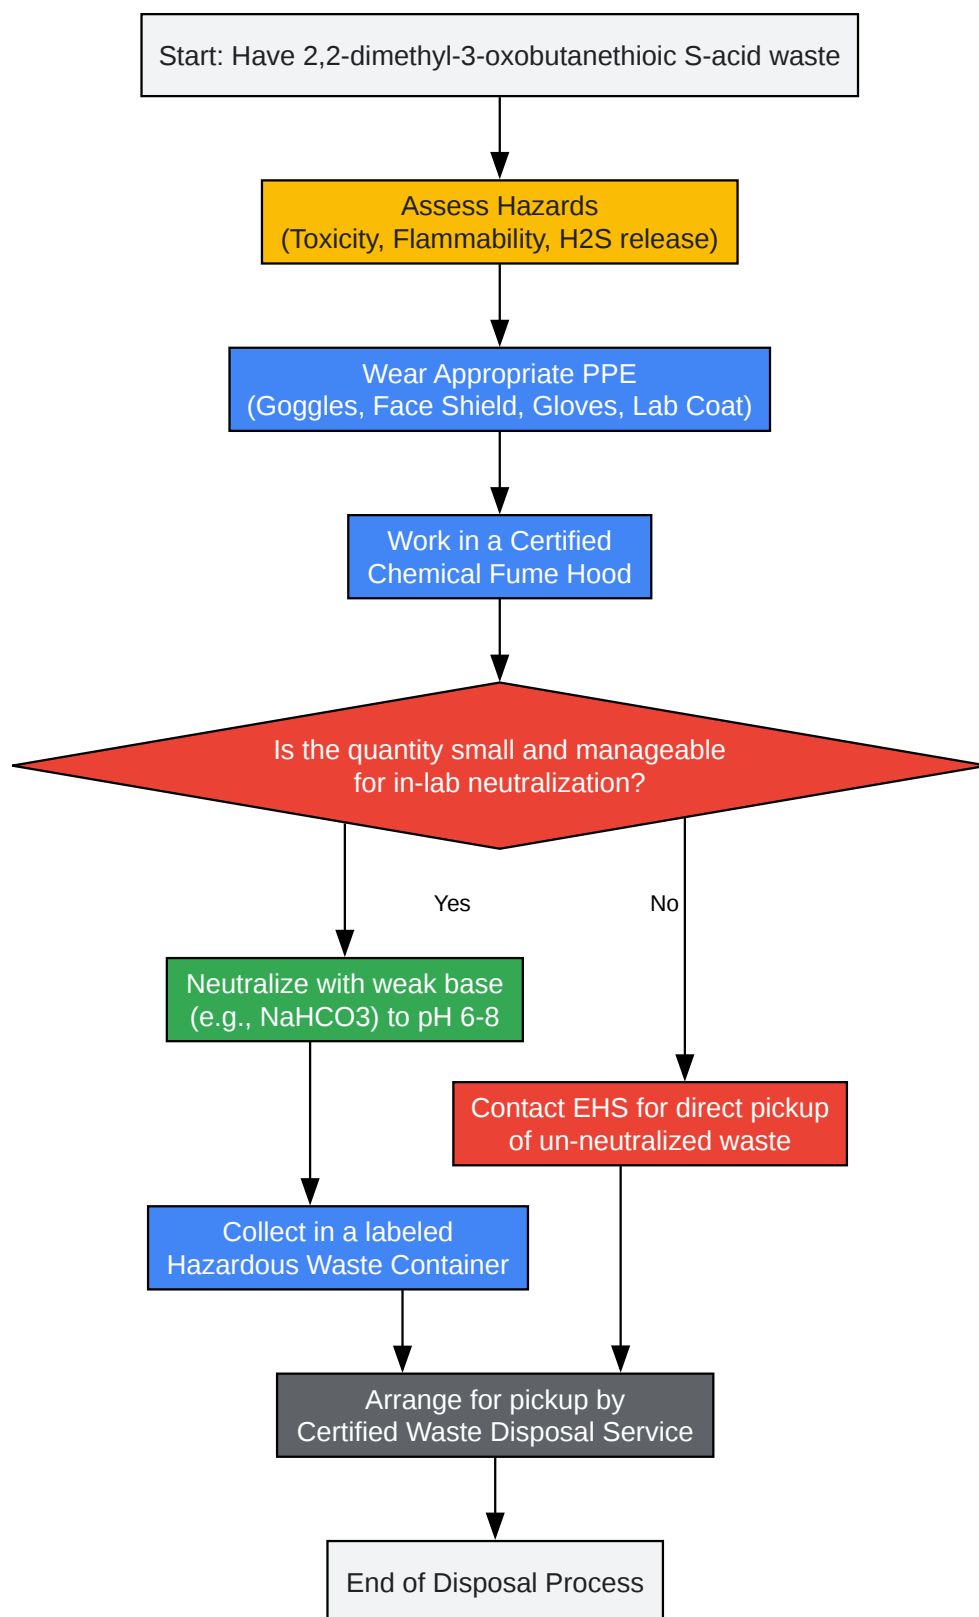 Start: Have 2,2-dimethyl-3-oxobutanethioic S-acid waste
Assess Hazards
(Toxicity, Flammability, H2S release)
Wear Appropriate PPE
(Goggles, Face Shield, Gloves, Lab Coat)
Work in a Certified
Chemical Fume Hood
Is the quantity small and manageable
for in-lab neutralization?
Yes
No
Neutralize with weak base
(e.g., NaHCO3) to pH 6-8
Contact EHS for direct pickup
of un-neutralized waste
Collect in a labeled
Hazardous Waste Container
Arrange for pickup by
Certified Waste Disposal Service
End of Disposal Process